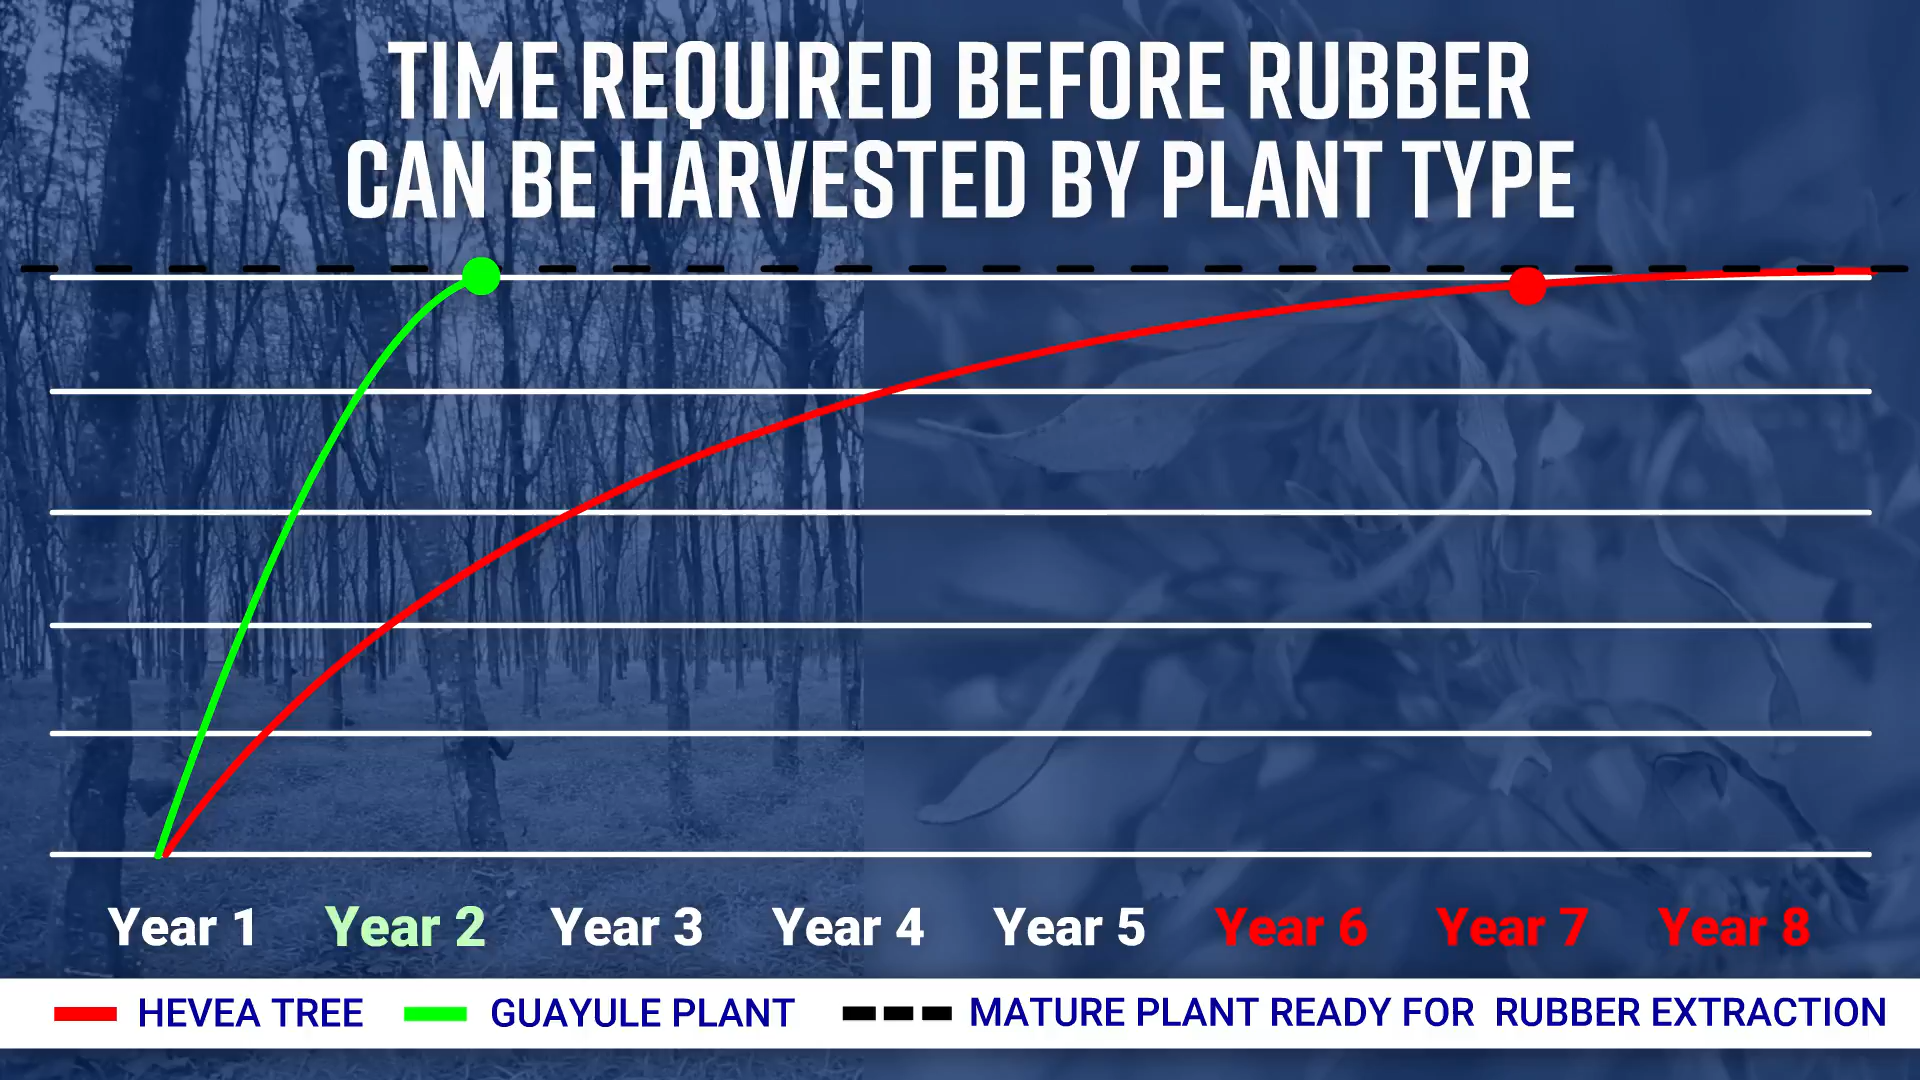 TIME REQUIRED BEFORE RUBBER
CAN BE HARVESTED BY PLANT TYPE
Year 1 Year 2 Year 3 Year 4 Year 5 Year 6 Year 7 Year 8
HEVEA TREE GUAYULE PLANT MATURE PLANT READY FOR RUBBER EXTRACTION